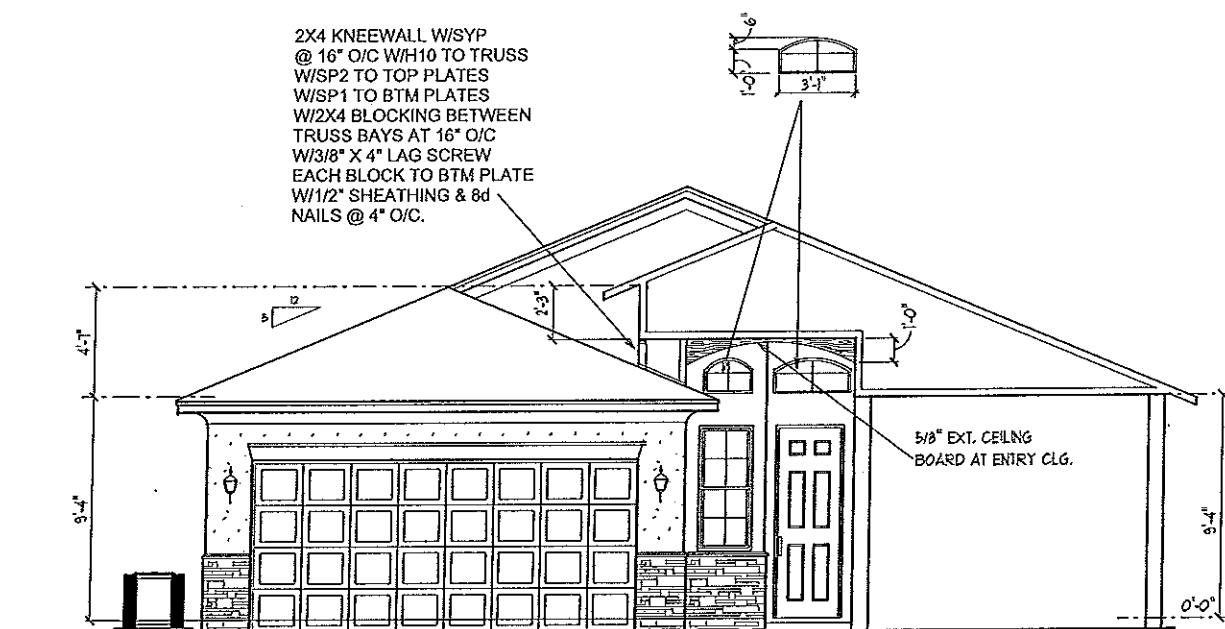 2X4 KNEEWALL W/SYP
@ 16" O/C W/H10 TO TRUSS
W/SP2 TO TOP PLATES
W/SP1 TO BTM PLATES
W/2X4 BLOCKING BETWEEN
TRUSS BAYS AT 16" O/C
W/3/8" X 4" LAG SCREW
EACH BLOCK TO BTM PLATE
W/1/2" SHEATHING & 8d
NAILS @ 4" O/C.
6"
1'-0"
3'-1"
12
5
4'-7"
2'-3"
1'-0"
5/8" EXT. CEILING
BOARD AT ENTRY CLG.
9'-4"
9'-4"
0'-0"